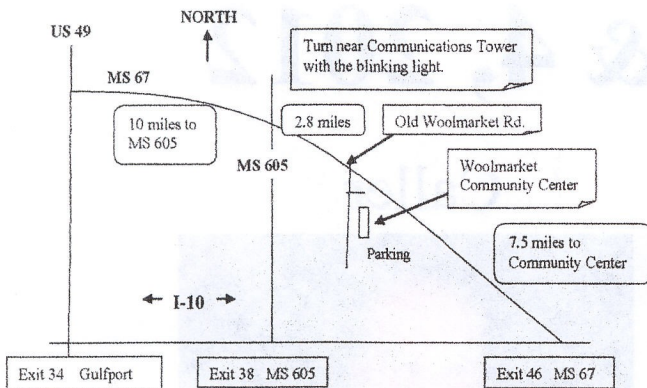 NORTH
US 49
MS 67
Turn near Communications Tower
with the blinking light.
10 miles to
MS 605
2.8 miles
Old Woolmarket Rd.
MS 605
Woolmarket
Community Center
Parking
7.5 miles to
Community Center
I-10
Exit 34 Gulfport
Exit 38 MS 605
Exit 46 MS 67